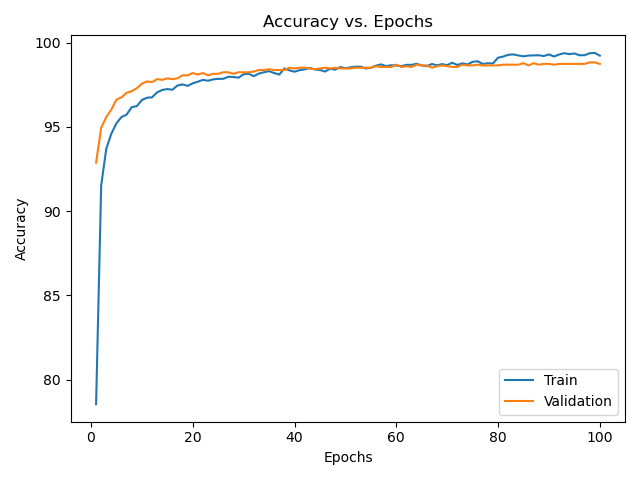 Accuracy vs. Epochs
100
95
90
85
80
Accuracy
0 20 40 60 80 100
Epochs
Train
Validation